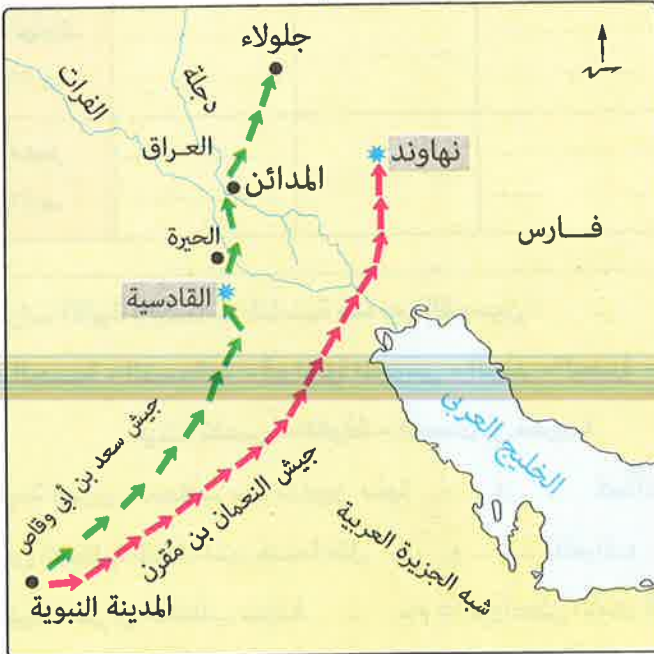 جلولاء
دجلة
الفرات
العراق
نهاوند
المدائن
فارس
الحيرة
القادسية
الخليج العربي
جيش سعد بن أبي وقاص
جيش النعمان بن مُقرن
شبه الجزيرة العربية
المدينة النبوية